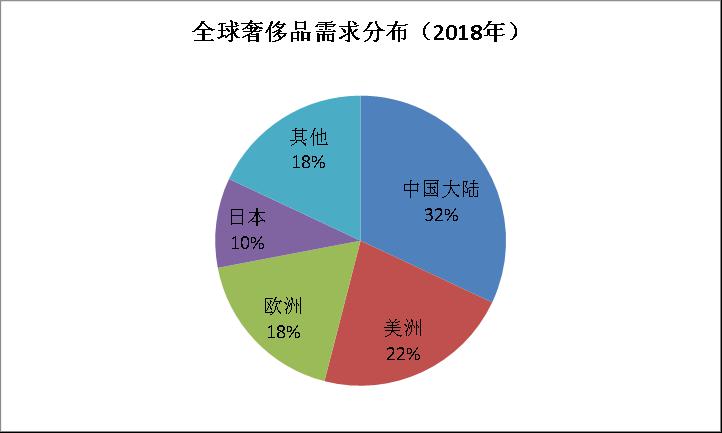 全球奢侈品需求分布（2018年）
中国大陆
32%
美洲
22%
欧洲
18%
日本
10%
其他
18%